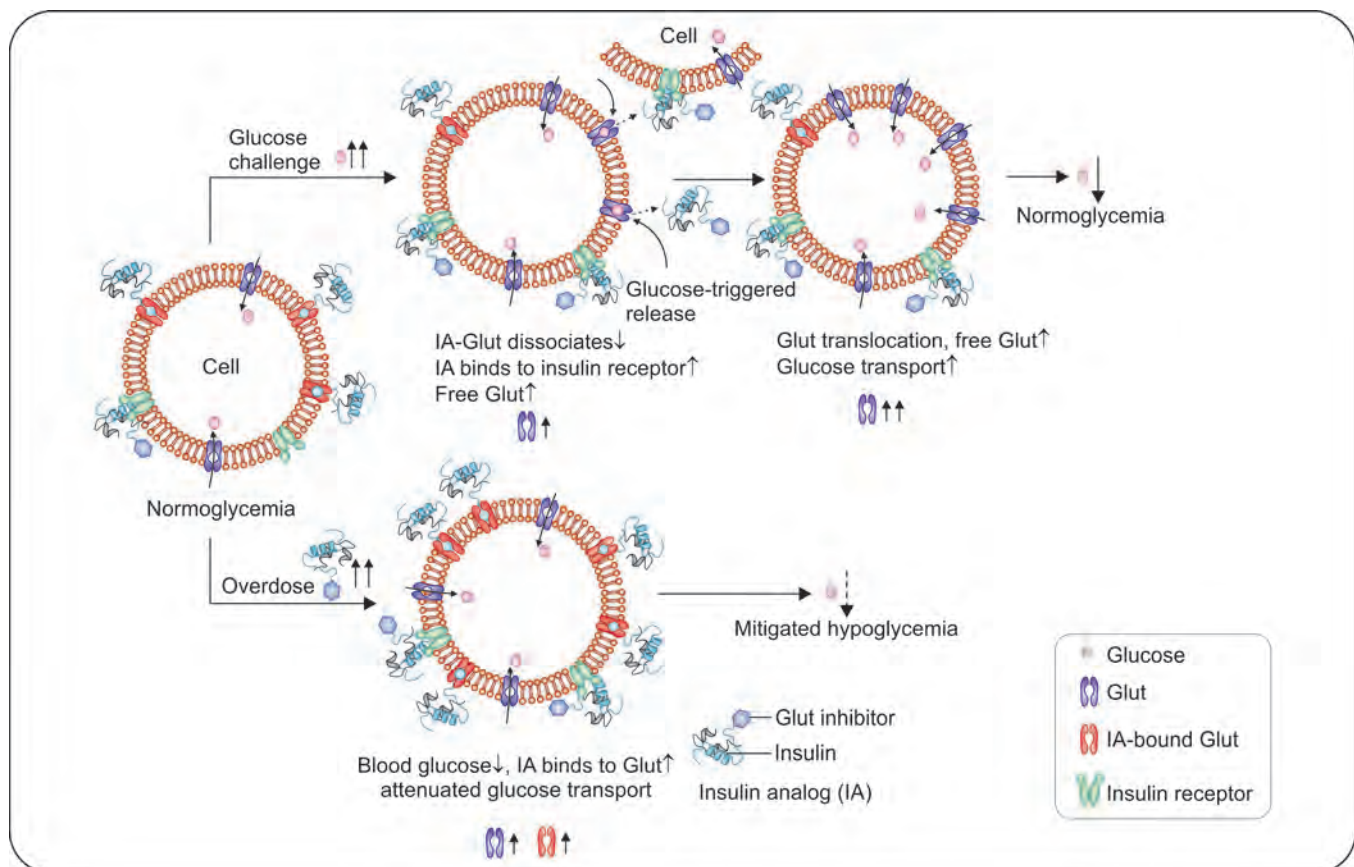 Cell
Glucose
challenge
Glucose-triggered
release
Normoglycemia
IA-Glut dissociates↓
IA binds to insulin receptor↑
Free Glut↑
Glut translocation, free Glut↑
Glucose transport↑
Cell
Normoglycemia
Overdose
Mitigated hypoglycemia
Blood glucose↓, IA binds to Glut↑
attenuated glucose transport
Glut inhibitor
Insulin
Insulin analog (IA)
Glucose
Glut
IA-bound Glut
Insulin receptor